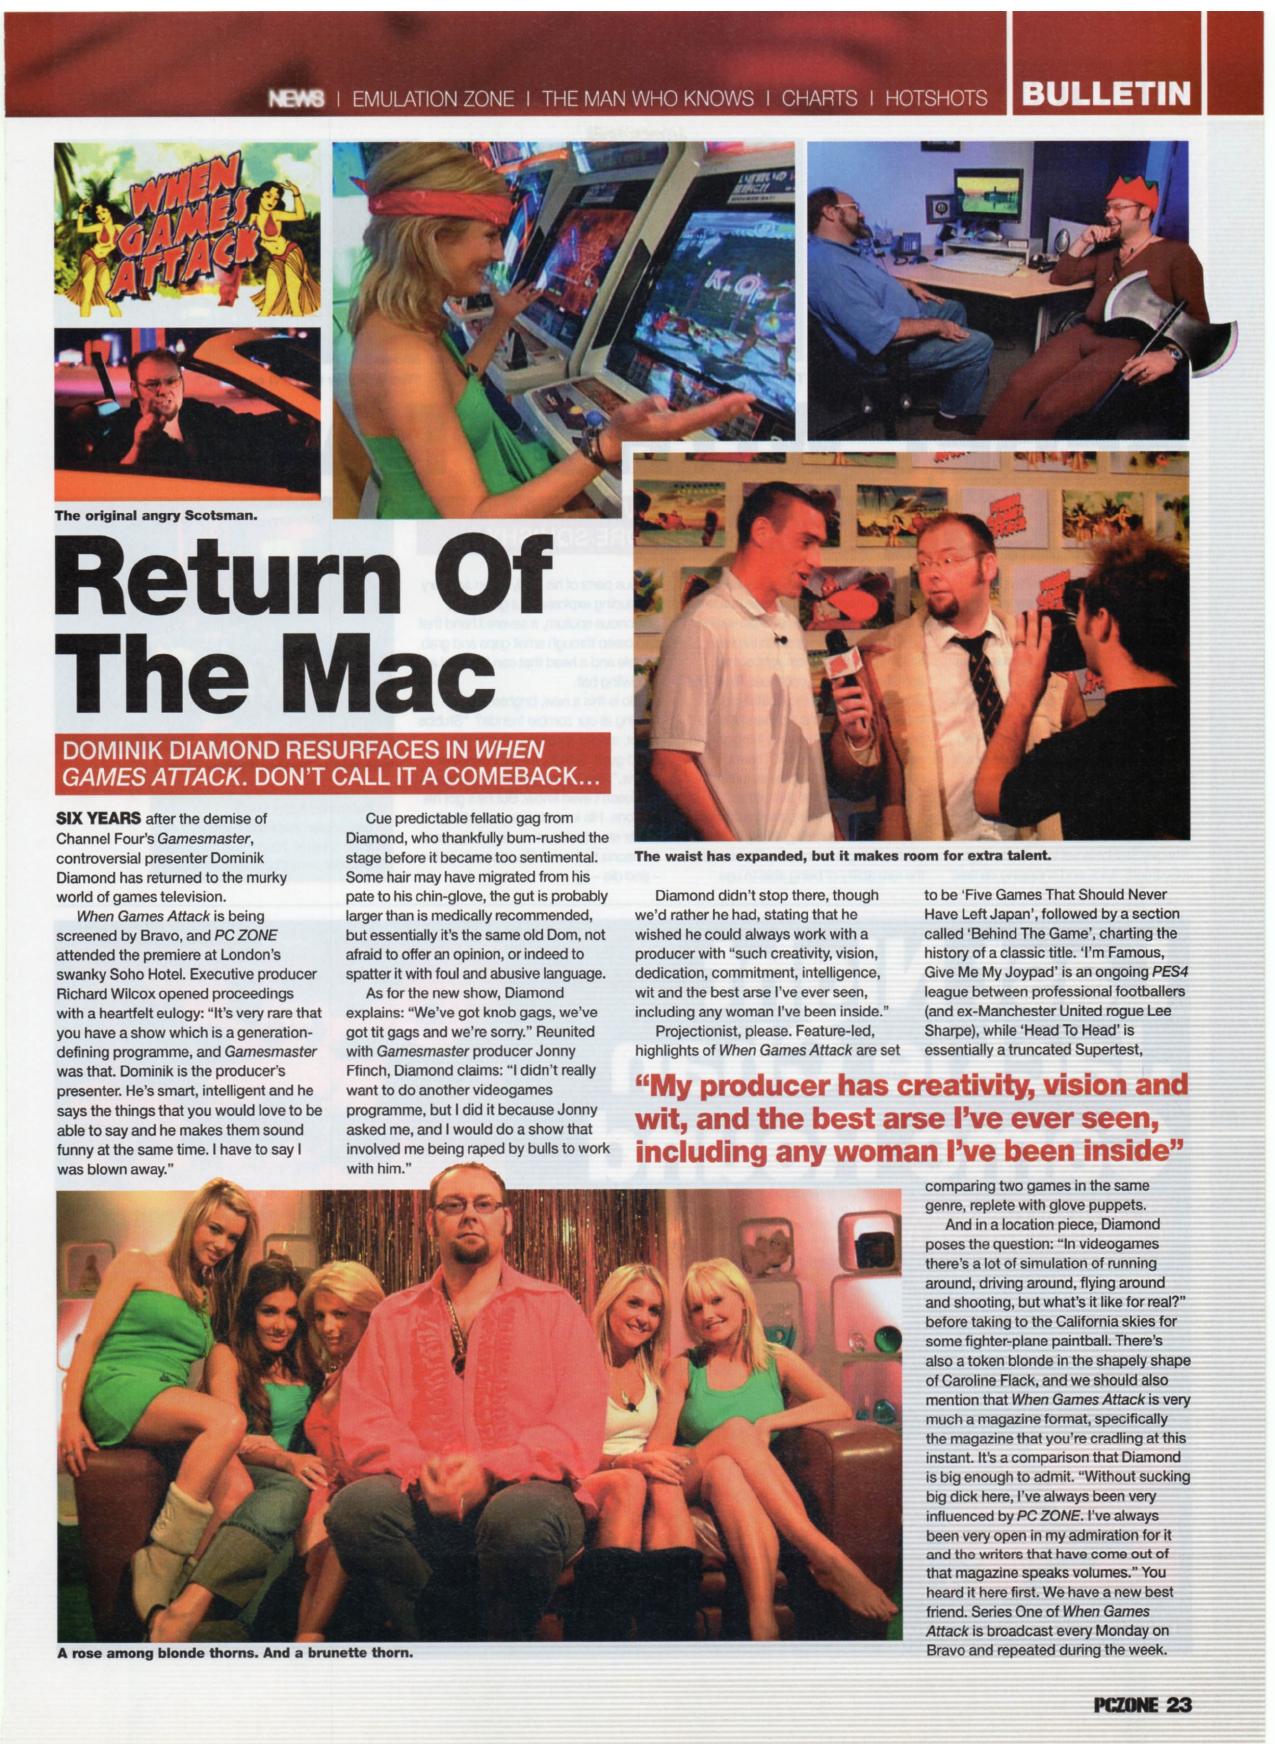 NEWS | EMULATION ZONE | THE MAN WHO KNOWS | CHARTS | HOTSHOTS
BULLETIN
WHEN
GAMES
ATTACK
K.O.
The original angry Scotsman.
Return Of
The Mac
DOMINIK DIAMOND RESURFACES IN WHEN
GAMES ATTACK. DON'T CALL IT A COMEBACK...
The waist has expanded, but it makes room for extra talent.
SIX YEARS after the demise of
Channel Four's Gamesmaster,
controversial presenter Dominik
Diamond has returned to the murky
world of games television.
When Games Attack is being
screened by Bravo, and PC ZONE
attended the premiere at London's
swanky Soho Hotel. Executive producer
Richard Wilcox opened proceedings
with a heartfelt eulogy: “It's very rare that
you have a show which is a generation-
defining programme, and Gamesmaster
was that. Dominik is the producer's
presenter. He's smart, intelligent and he
says the things that you would love to be
able to say and he makes them sound
funny at the same time. I have to say I
was blown away.”
Cue predictable fellatio gag from
Diamond, who thankfully bum-rushed the
stage before it became too sentimental.
Some hair may have migrated from his
pate to his chin-glove, the gut is probably
larger than is medically recommended,
but essentially it's the same old Dom, not
afraid to offer an opinion, or indeed to
spatter it with foul and abusive language.
As for the new show, Diamond
explains: “We've got knob gags, we've
got tit gags and we're sorry.” Reunited
with Gamesmaster producer Jonny
Ffinch, Diamond claims: “I didn't really
want to do another videogames
programme, but I did it because Jonny
asked me, and I would do a show that
involved me being raped by bulls to work
with him.”
Diamond didn't stop there, though
we'd rather he had, stating that he
wished he could always work with a
producer with “such creativity, vision,
dedication, commitment, intelligence,
wit and the best arse I've ever seen,
including any woman I've been inside.”
Projectionist, please. Feature-led,
highlights of When Games Attack are set
to be ‘Five Games That Should Never
Have Left Japan’, followed by a section
called ‘Behind The Game’, charting the
history of a classic title. ‘I'm Famous,
Give Me My Joypad’ is an ongoing PES4
league between professional footballers
(and ex-Manchester United rogue Lee
Sharpe), while ‘Head To Head’ is
essentially a truncated Supertest,
“My producer has creativity, vision and
wit, and the best arse I've ever seen,
including any woman I've been inside”
comparing two games in the same
genre, replete with glove puppets.
And in a location piece, Diamond
poses the question: “In videogames
there's a lot of simulation of running
around, driving around, flying around
and shooting, but what's it like for real?”
before taking to the California skies for
some fighter-plane paintball. There's
also a token blonde in the shapely shape
of Caroline Flack, and we should also
mention that When Games Attack is very
much a magazine format, specifically
the magazine that you're cradling at this
instant. It's a comparison that Diamond
is big enough to admit. “Without sucking
big dick here, I've always been very
influenced by PC ZONE. I've always
been very open in my admiration for it
and the writers that have come out of
that magazine speaks volumes.” You
heard it here first. We have a new best
friend. Series One of When Games
Attack is broadcast every Monday on
Bravo and repeated during the week.
A rose among blonde thorns. And a brunette thorn.
PCZONE 23